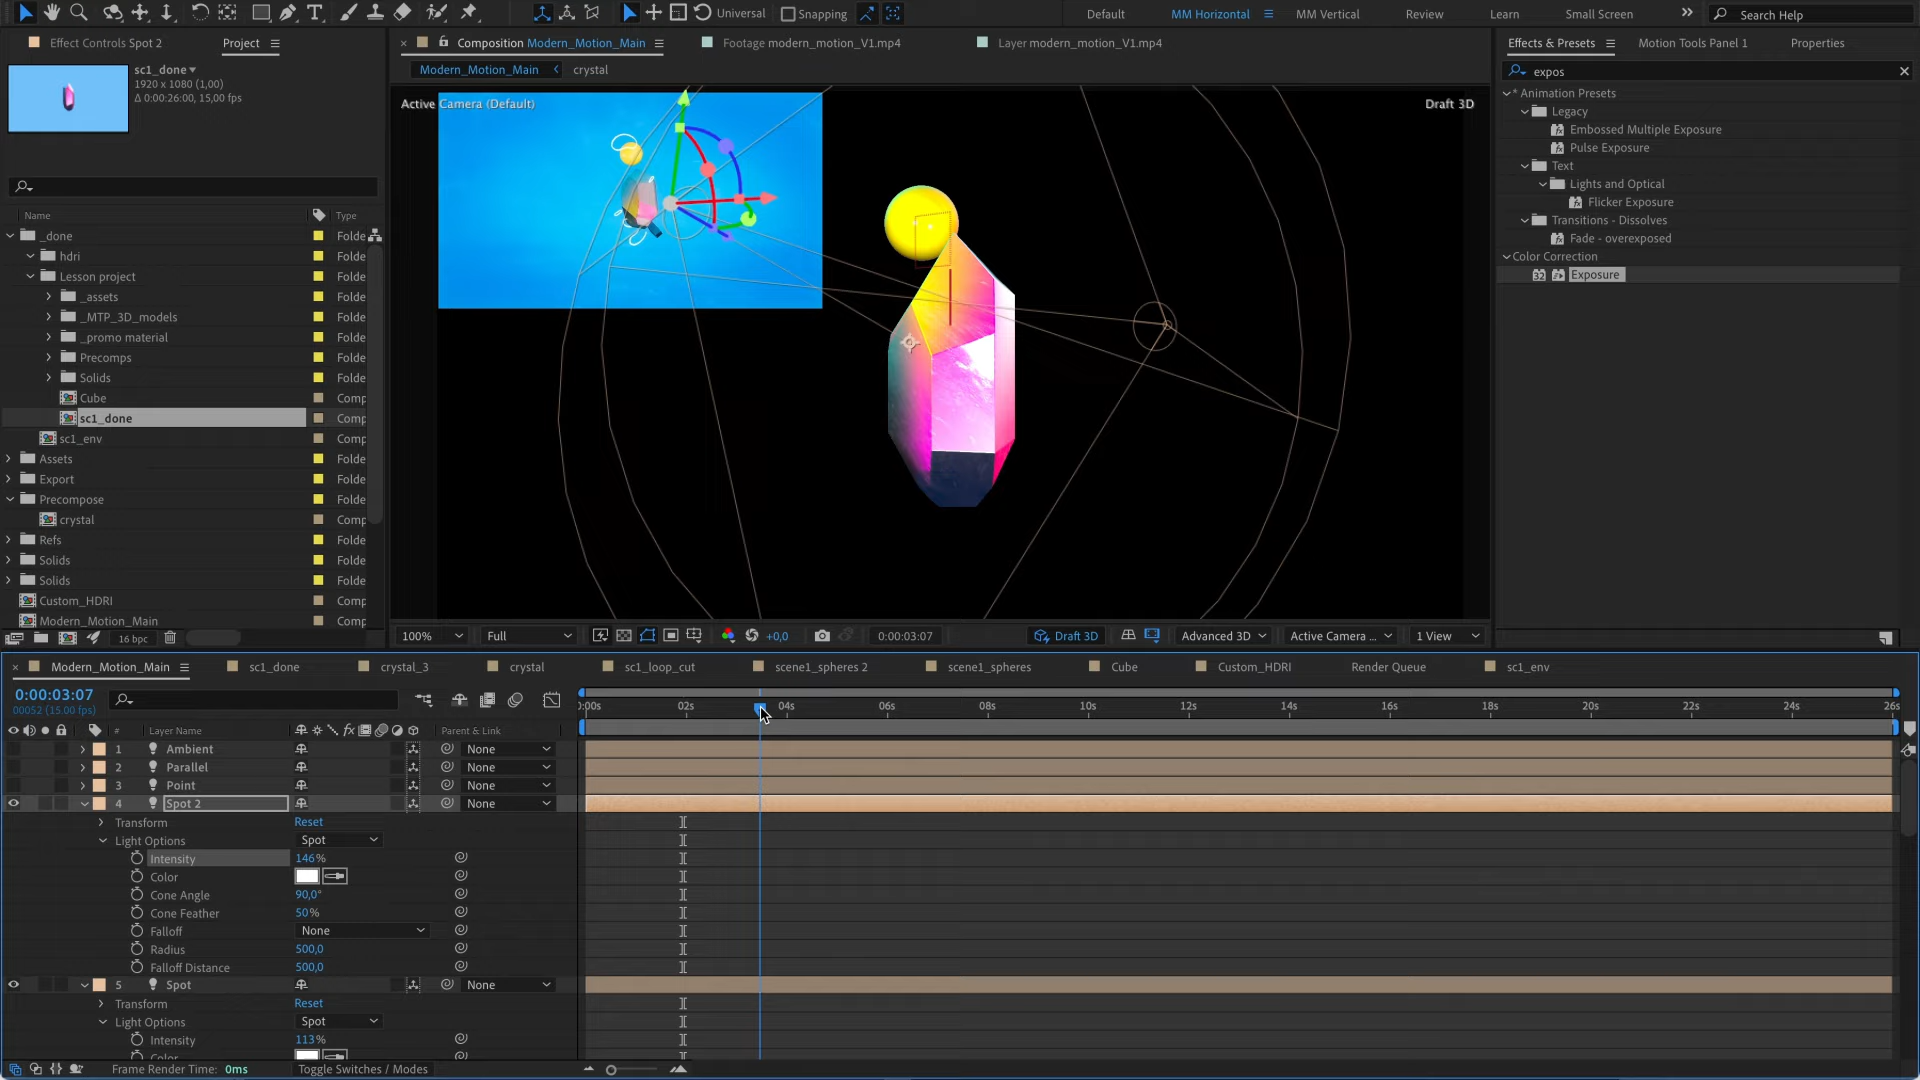 Universal
Snapping
Default
MM Horizontal
MM Vertical
Review
Learn
Small Screen
Search Help
Effect Controls Spot 2
Project
Composition Modern_Motion_Main
Footage modern_motion_V1.mp4
Layer modern_motion_V1.mp4
Effects & Presets
Motion Tools Panel 1
Properties
sc1_done
1920 x 1080 (1,00)
Δ 0:00:26:00, 15,00 fps
Modern_Motion_Main
crystal
expos
Active Camera (Default)
Draft 3D
* Animation Presets
Legacy
Embossed Multiple Exposure
Pulse Exposure
Text
Lights and Optical
Flicker Exposure
Transitions - Dissolves
Fade - overexposed
Color Correction
32
Exposure
Name
Type
_done
Folde
hdri
Folde
Lesson project
Folde
_assets
Folde
_MTP_3D_models
Folde
_promo material
Folde
Precomps
Folde
Solids
Folde
Cube
Comp
sc1_done
Comp
sc1_env
Comp
Assets
Folde
Export
Folde
Precompose
Folde
crystal
Comp
Refs
Folde
Solids
Folde
Solids
Folde
Custom_HDRI
Comp
Modern_Motion_Main
Comp
16 bpc
100%
Full
+0,0
0:00:03:07
Draft 3D
Advanced 3D
Active Camera ...
1 View
Modern_Motion_Main
sc1_done
crystal_3
crystal
sc1_loop_cut
scene1_spheres 2
scene1_spheres
Cube
Custom_HDRI
Render Queue
sc1_env
0:00:03:07
00052 (15.00 fps)
:00s
02s
04s
06s
08s
10s
12s
14s
16s
18s
20s
22s
24s
26s
#
Layer Name
fx
Parent & Link
1 Ambient None
2 Parallel None
3 Point None
4 Spot 2 None
Transform Reset
Light Options Spot
Intensity 146%
Color
Cone Angle 90,0°
Cone Feather 50%
Falloff None
Radius 500,0
Falloff Distance 500,0
5 Spot None
Transform Reset
Light Options Spot
Intensity 113%
Color
Frame Render Time: 0ms
Toggle Switches / Modes